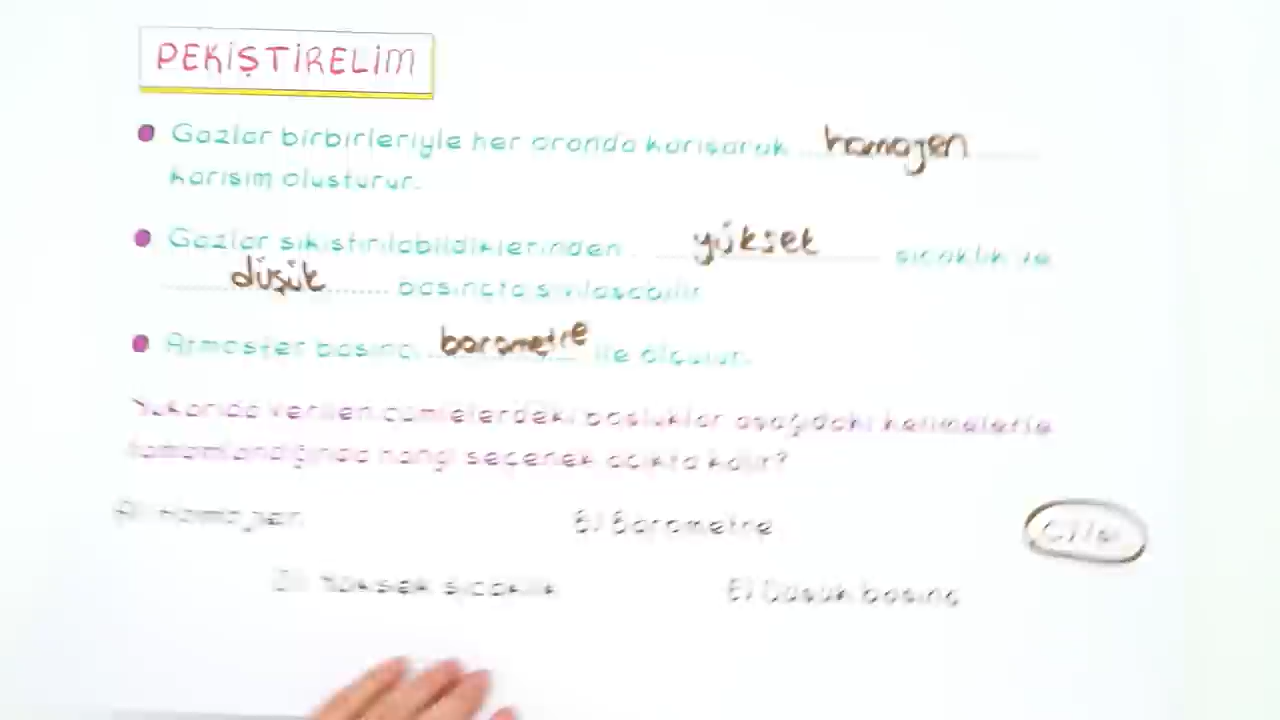 PEKİŞTİRELİM
Gazlar birbirleriyle her oranda karışarak homojen
karışım oluşturur.
Gazlar sıkıştırılabildiklerinden yüksek sıcaklık ve
düşük basınçta sıvılaşabilir.
Atmosfer basıncı barometre ile ölçülür.
Yukarıda verilen cümlelerdeki boşluklar aşağıdaki kelimelerle
tamamlandığında hangi seçenek açıkta kalır?
A) Homojen B) Barometre
D) Yüksek sıcaklık E) Düşük basınç